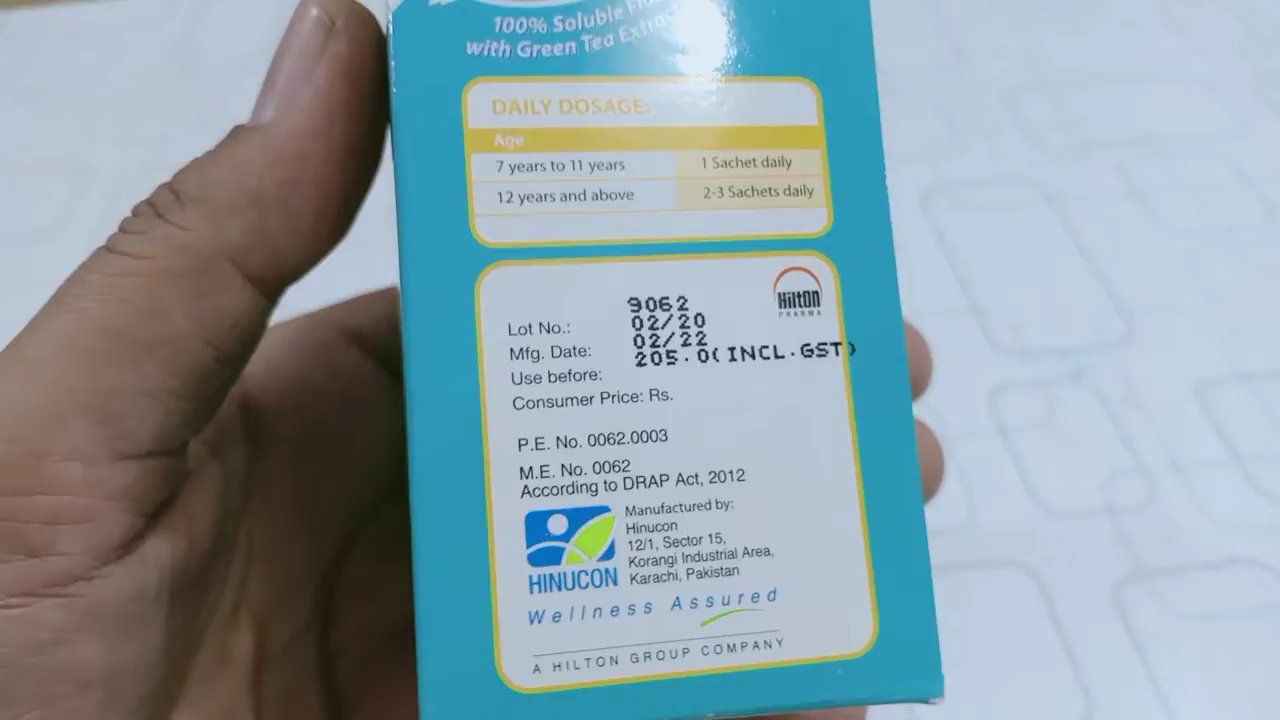 100% Soluble
with Green Tea Extract
DAILY DOSAGE:
Age
7 years to 11 years 1 Sachet daily
12 years and above 2-3 Sachets daily
Hilton
PHARMA
9062
Lot No.: 02/20
Mfg. Date: 02/22
Use before: 205.0( INCL.GST)
Consumer Price: Rs.
P.E. No. 0062.0003
M.E. No. 0062
According to DRAP Act, 2012
Manufactured by:
Hinucon
12/1, Sector 15,
Korangi Industrial Area,
Karachi, Pakistan
HINUCON
Wellness Assured
A HILTON GROUP COMPANY